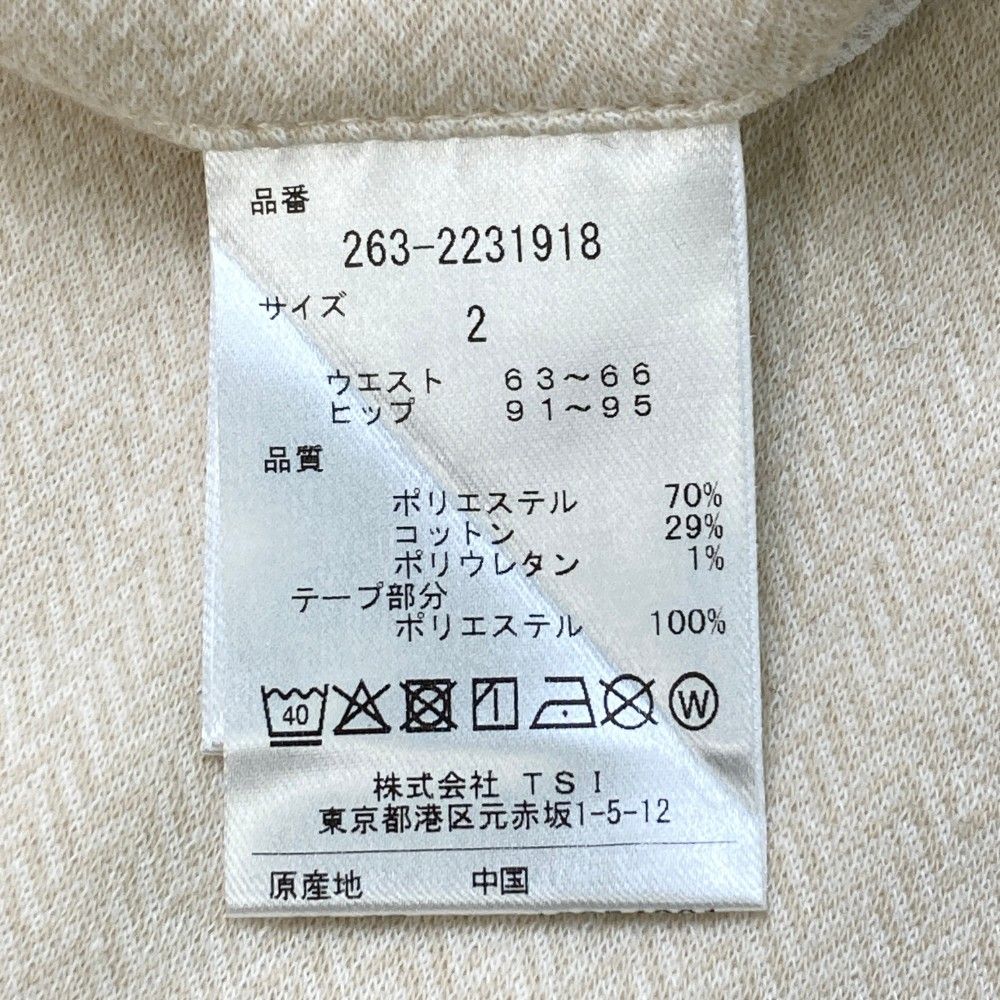 品番
263-2231918
サイズ 2
ウエスト 63～66
ヒップ 91～95
品質
ポリエステル 70%
コットン 29%
ポリウレタン 1%
テープ部分
ポリエステル 100%
40 W
株式会社 TSI
東京都港区元赤坂1-5-12
原産地 中国